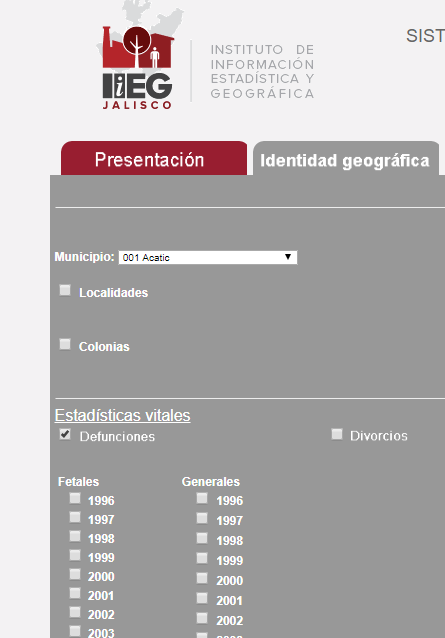 IiEG
JALISCO
INSTITUTO DE
INFORMACIÓN
ESTADÍSTICA Y
GEOGRÁFICA
SIST
Presentación
Identidad geográfica
Municipio: 001 Acatic
Localidades
Colonias
Estadísticas vitales
Defunciones Divorcios
Fetales Generales
1996 1996
1997 1997
1998 1998
1999 1999
2000 2000
2001 2001
2002 2002
2003